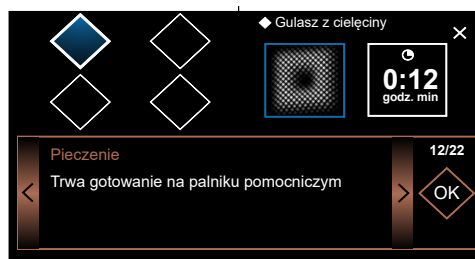 Gulasz z cielęciny
0:12
godz. min
Pieczenie
12/22
Trwa gotowanie na palniku pomocniczym
OK